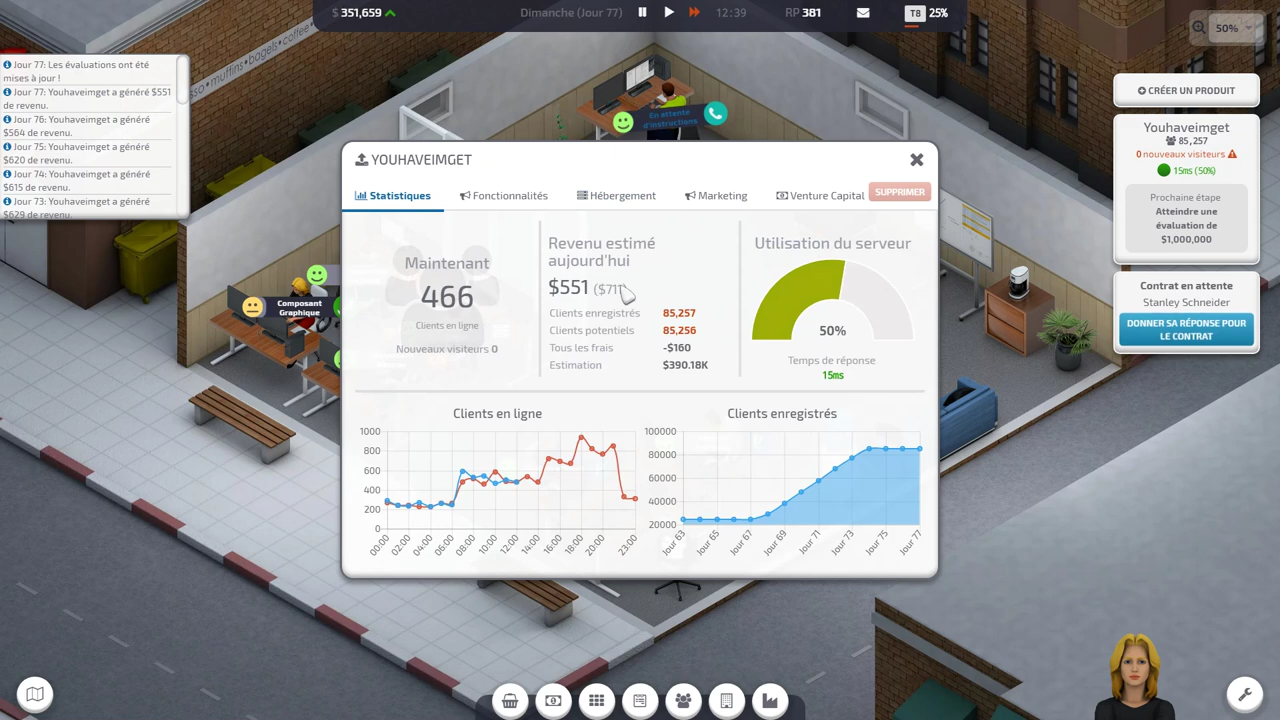 $ 351,659
Dimanche (Jour 77)
12:39
RP 381
T8 25%
50%
sso • muffins • bagels • coffee •
Jour 77: Les évaluations ont été
mises à jour !
Jour 77: Youhaveimget a généré $551
de revenu.
Jour 76: Youhaveimget a généré
$564 de revenu.
Jour 75: Youhaveimget a généré
$620 de revenu.
Jour 74: Youhaveimget a généré
$615 de revenu.
Jour 73: Youhaveimget a généré
$629 de revenu.
En attente
d'instructions
Composant
Graphique
YOUHAVEIMGET
Statistiques
Fonctionnalités
Hébergement
Marketing
Venture Capital
SUPPRIMER
Maintenant
466
Clients en ligne
Nouveaux visiteurs 0
Revenu estimé
aujourd'hui
$551 ($711)
Clients enregistrés 85,257
Clients potentiels 85,256
Tous les frais -$160
Estimation $390.18K
Utilisation du serveur
50%
Temps de réponse
15ms
Clients en ligne
1000
800
600
400
200
0
00:00 02:00 04:00 06:00 08:00 10:00 12:00 14:00 16:00 18:00 20:00 23:00
Clients enregistrés
100000
80000
60000
40000
20000
Jour 63 Jour 65 Jour 67 Jour 69 Jour 71 Jour 73 Jour 75 Jour 77
CRÉER UN PRODUIT
Youhaveimget
85,257
0 nouveaux visiteurs
15ms (50%)
Prochaine étape
Atteindre une
évaluation de
$1,000,000
Contrat en attente
Stanley Schneider
DONNER SA RÉPONSE POUR
LE CONTRAT